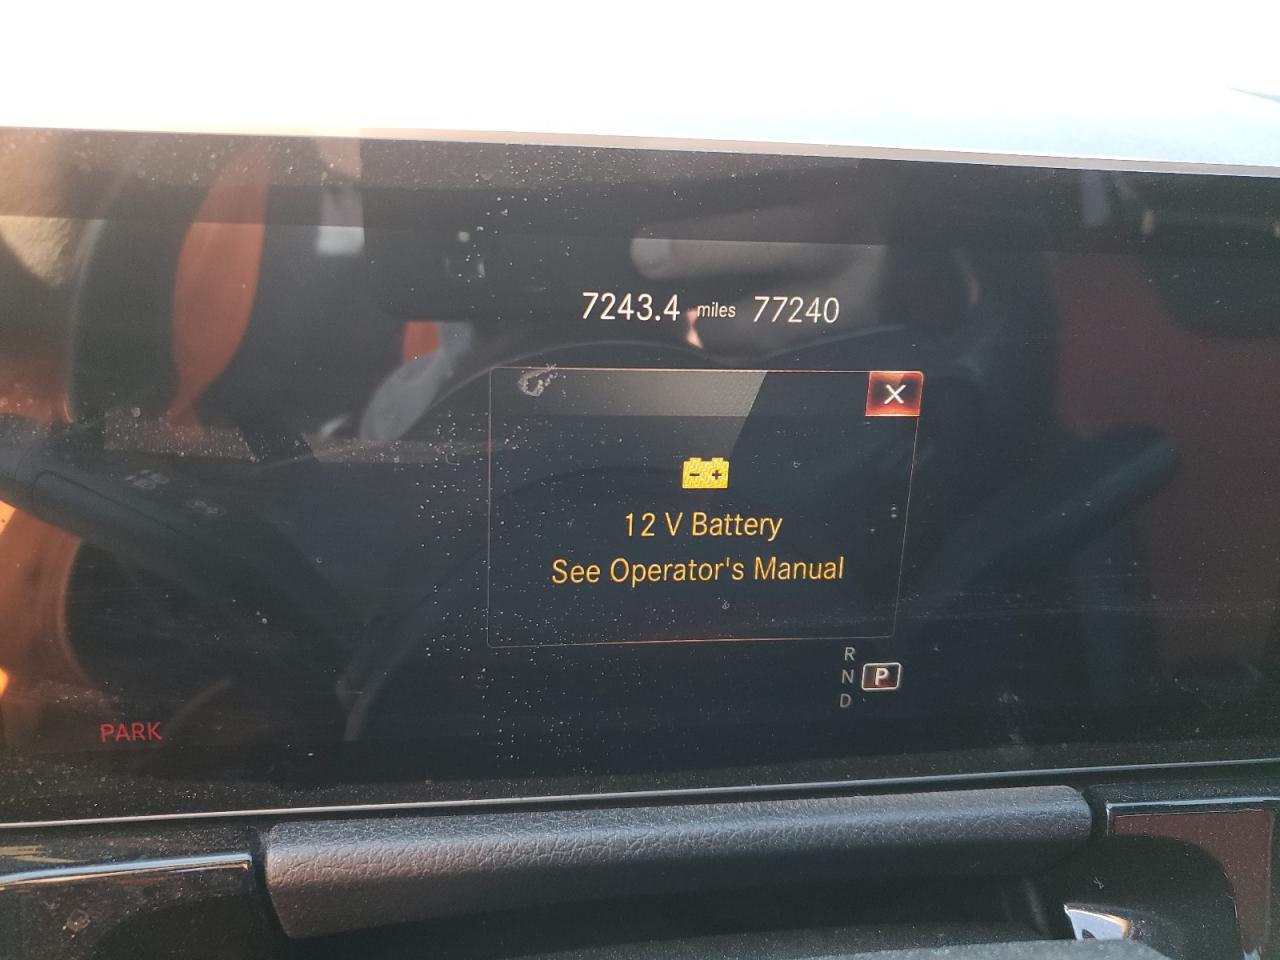 7243.4 miles 77240
12 V Battery
See Operator's Manual
R
N P
D
PARK